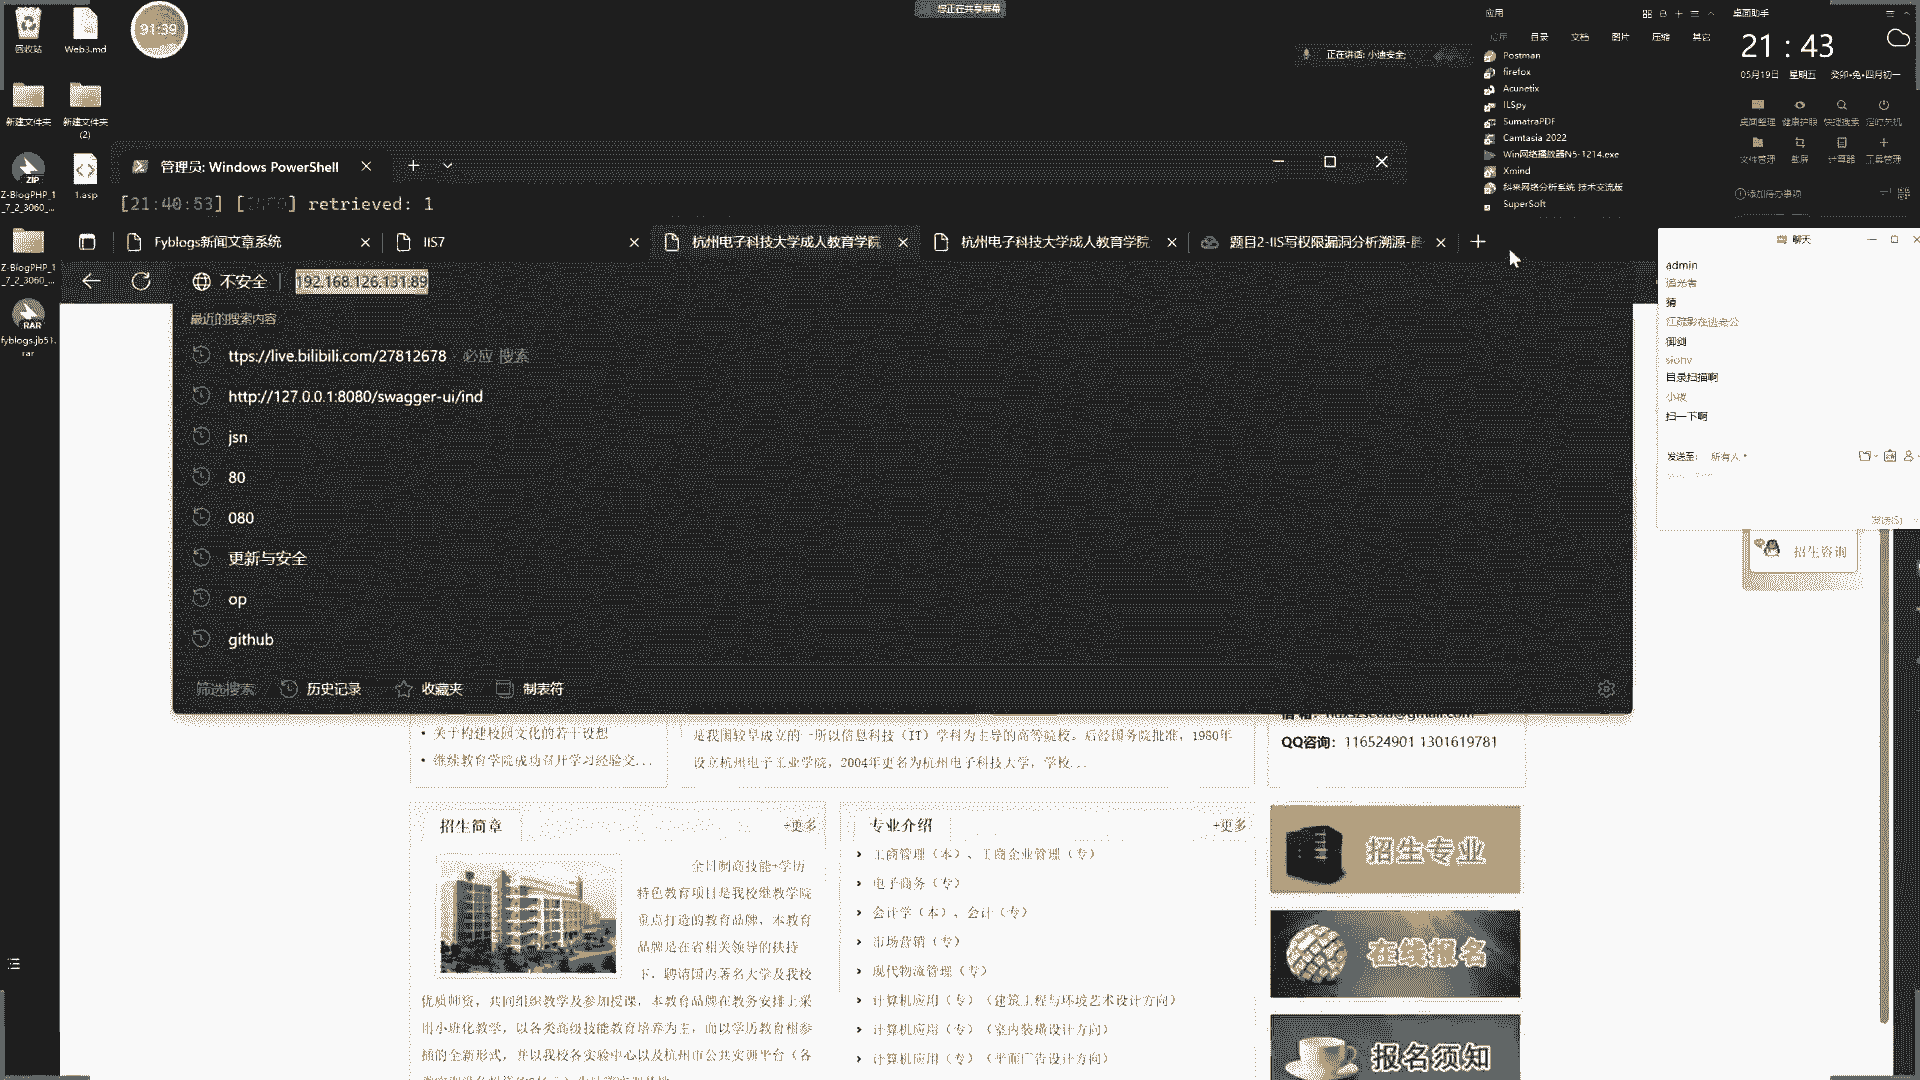 回收站
Web3.md
91:39
新建文件夹
新建文件夹
(2)
Z-BlogPHP_1
_7_2_3060_...
1.asp
Z-BlogPHP_1
_7_2_3060_...
fyblogs.jb51.
rar
您正在共享屏幕
正在讲话: 小迪安全;
应用
目录
文档
图片
压缩
其它
Postman
firefox
Acunetix
ILSpy
SumatraPDF
Camtasia 2022
Win网络播放器N5-1214.exe
Xmind
科来网络分析系统 技术交流版
SuperSoft
桌面助手
21 : 43
05月19日 星期五 癸卯•兔•四月初一
桌面整理 健康护眼 快捷搜索 定时关机
文件管理 截屏 计算器 工具管理
添加待办事项
管理员: Windows PowerShell
[21:40:53] retrieved: 1
Fyblogs新闻文章系统
IIS7
杭州电子科技大学成人教育学院
杭州电子科技大学成人教育学院
题目2-IIS写权限漏洞分析溯源-
不安全
192.168.126.131:89
最近的搜索内容
ttps://live.bilibili.com/27812678 - 必应 搜索
http://127.0.0.1:8080/swagger-ui/ind
jsn
80
080
更新与安全
op
github
筛选搜索
历史记录
收藏夹
制表符
聊天
admin
追光者
猜
江疏影在逃老公
御剑
目录扫描啊
扫一下啊
发送至:
所有人
招生咨询
• 关于构建校园文化的若干设想
• 继续教育学院成功召开学习经验交...
是我国较早成立的一所以信息科技（IT）学科为主导的高等院校。后经国务院批准，1980年
设立杭州电子工业学院，2004年更名为杭州电子科技大学，学校...
QQ咨询：116524901 1301619781
招生简章
+更多
全日制高技能+学历
特色教育项目是我校继教学院
重点打造的教育品牌。本教育
品牌是在省相关领导的扶持
下，聘请国内著名大学及我校
优质师资，共同组织教学及参加授课，本教育品牌在教务安排上采
用小班化教学，以各类高级技能教育培养为主，而以学历教育相参
插的全新形式，并以我校各实验中心以及杭州市公共实训平台（各
专业介绍
+更多
工商管理（本）、工商企业管理（专）
电子商务（专）
会计学（本）、会计（专）
市场营销（专）
现代物流管理（专）
计算机应用（专）（建筑工程与环境艺术设计方向）
计算机应用（专）（室内装潢设计方向）
计算机应用（专）（平面广告设计方向）
招生专业
在线报名
报名须知